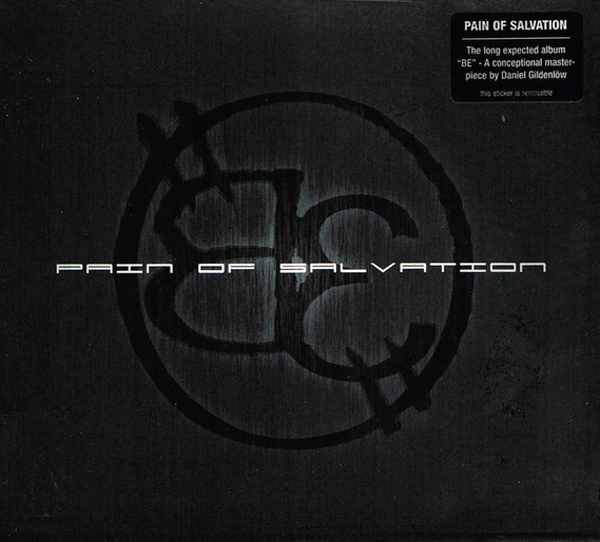 PAIN OF SALVATION
The long expected album
"BE" - A conceptional master-
piece by Daniel Gildenlöw
this sticker is removable
PAIN OF SALVATION
BE